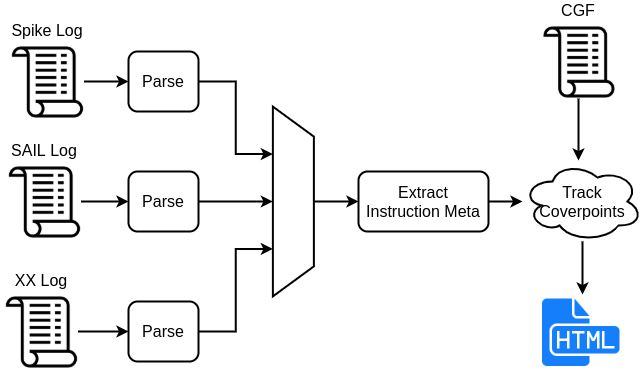 Spike Log
Parse
SAIL Log
Parse
XX Log
Parse
Extract
Instruction Meta
CGF
Track
Coverpoints
HTML